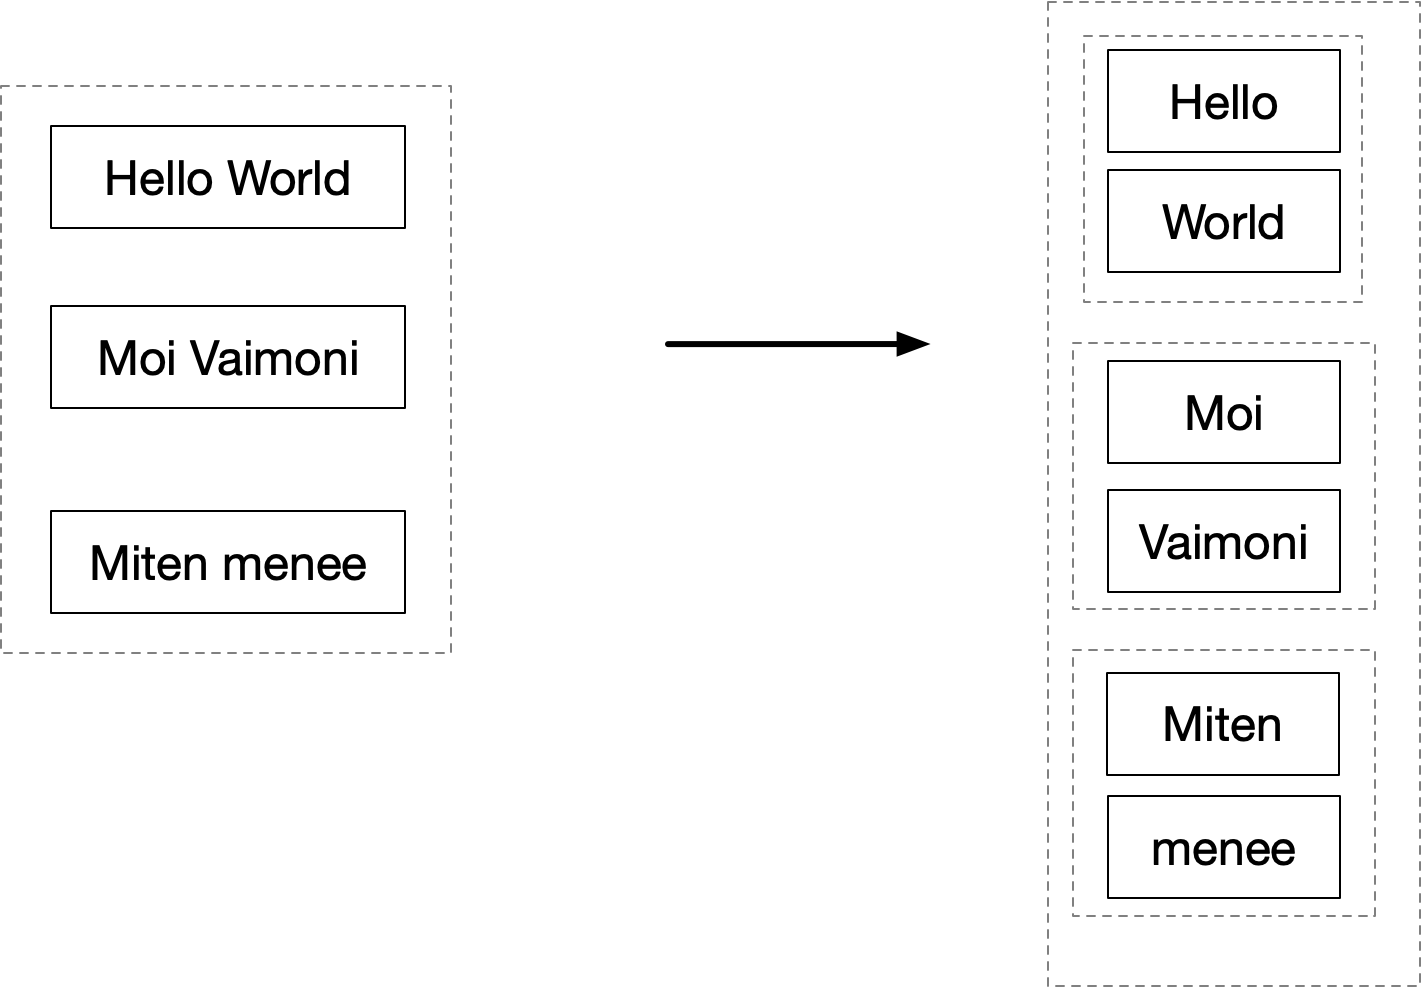 Hello World
Moi Vaimoni
Miten menee
Hello
World
Moi
Vaimoni
Miten
menee